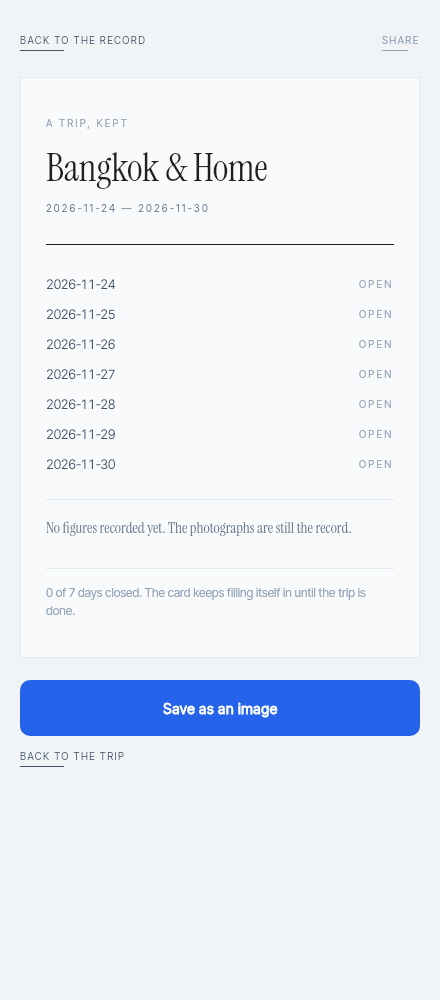 BACK TO THE RECORD
SHARE
A TRIP, KEPT
Bangkok & Home
2026-11-24 — 2026-11-30
2026-11-24 OPEN
2026-11-25 OPEN
2026-11-26 OPEN
2026-11-27 OPEN
2026-11-28 OPEN
2026-11-29 OPEN
2026-11-30 OPEN
No figures recorded yet. The photographs are still the record.
0 of 7 days closed. The card keeps filling itself in until the trip is
done.
Save as an image
BACK TO THE TRIP